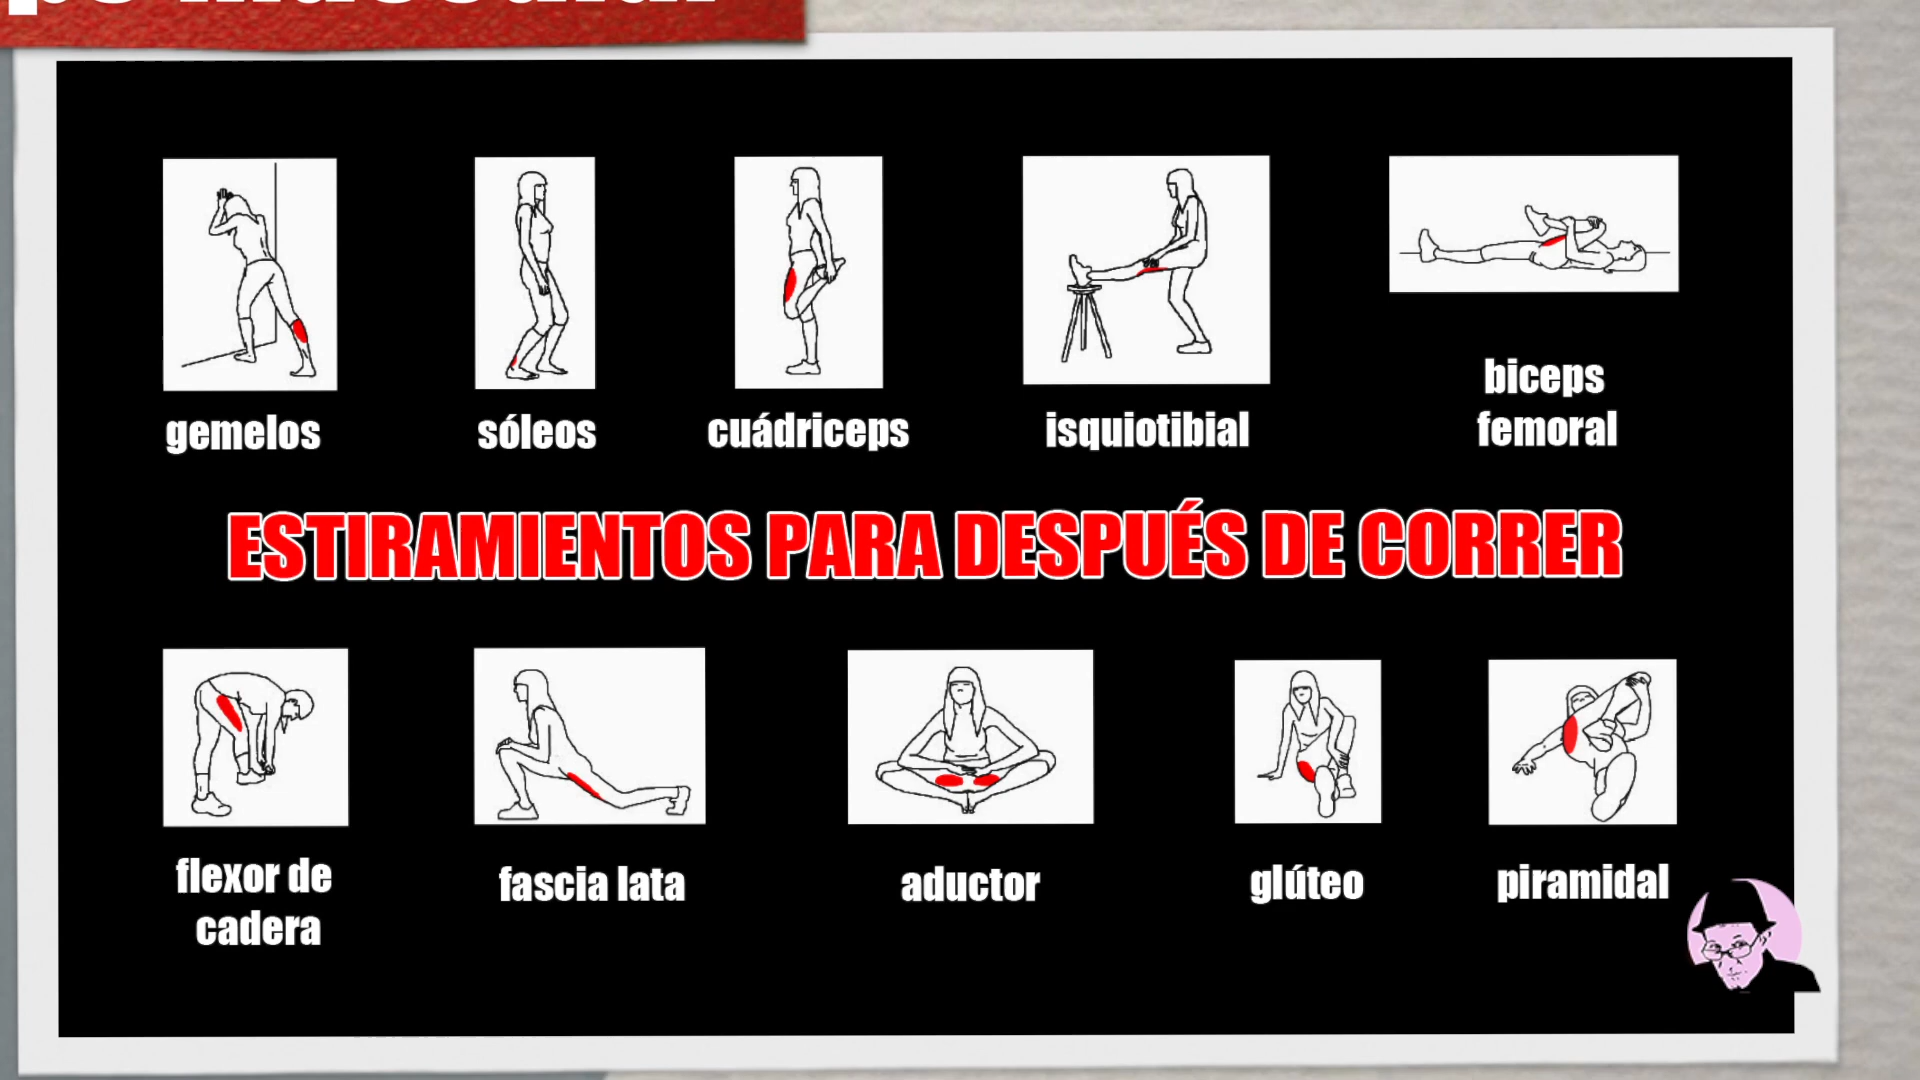 gemelos
sóleos
cuádriceps
isquiotibial
biceps
femoral
ESTIRAMIENTOS PARA DESPUÉS DE CORRER
flexor de
cadera
fascia lata
aductor
glúteo
piramidal